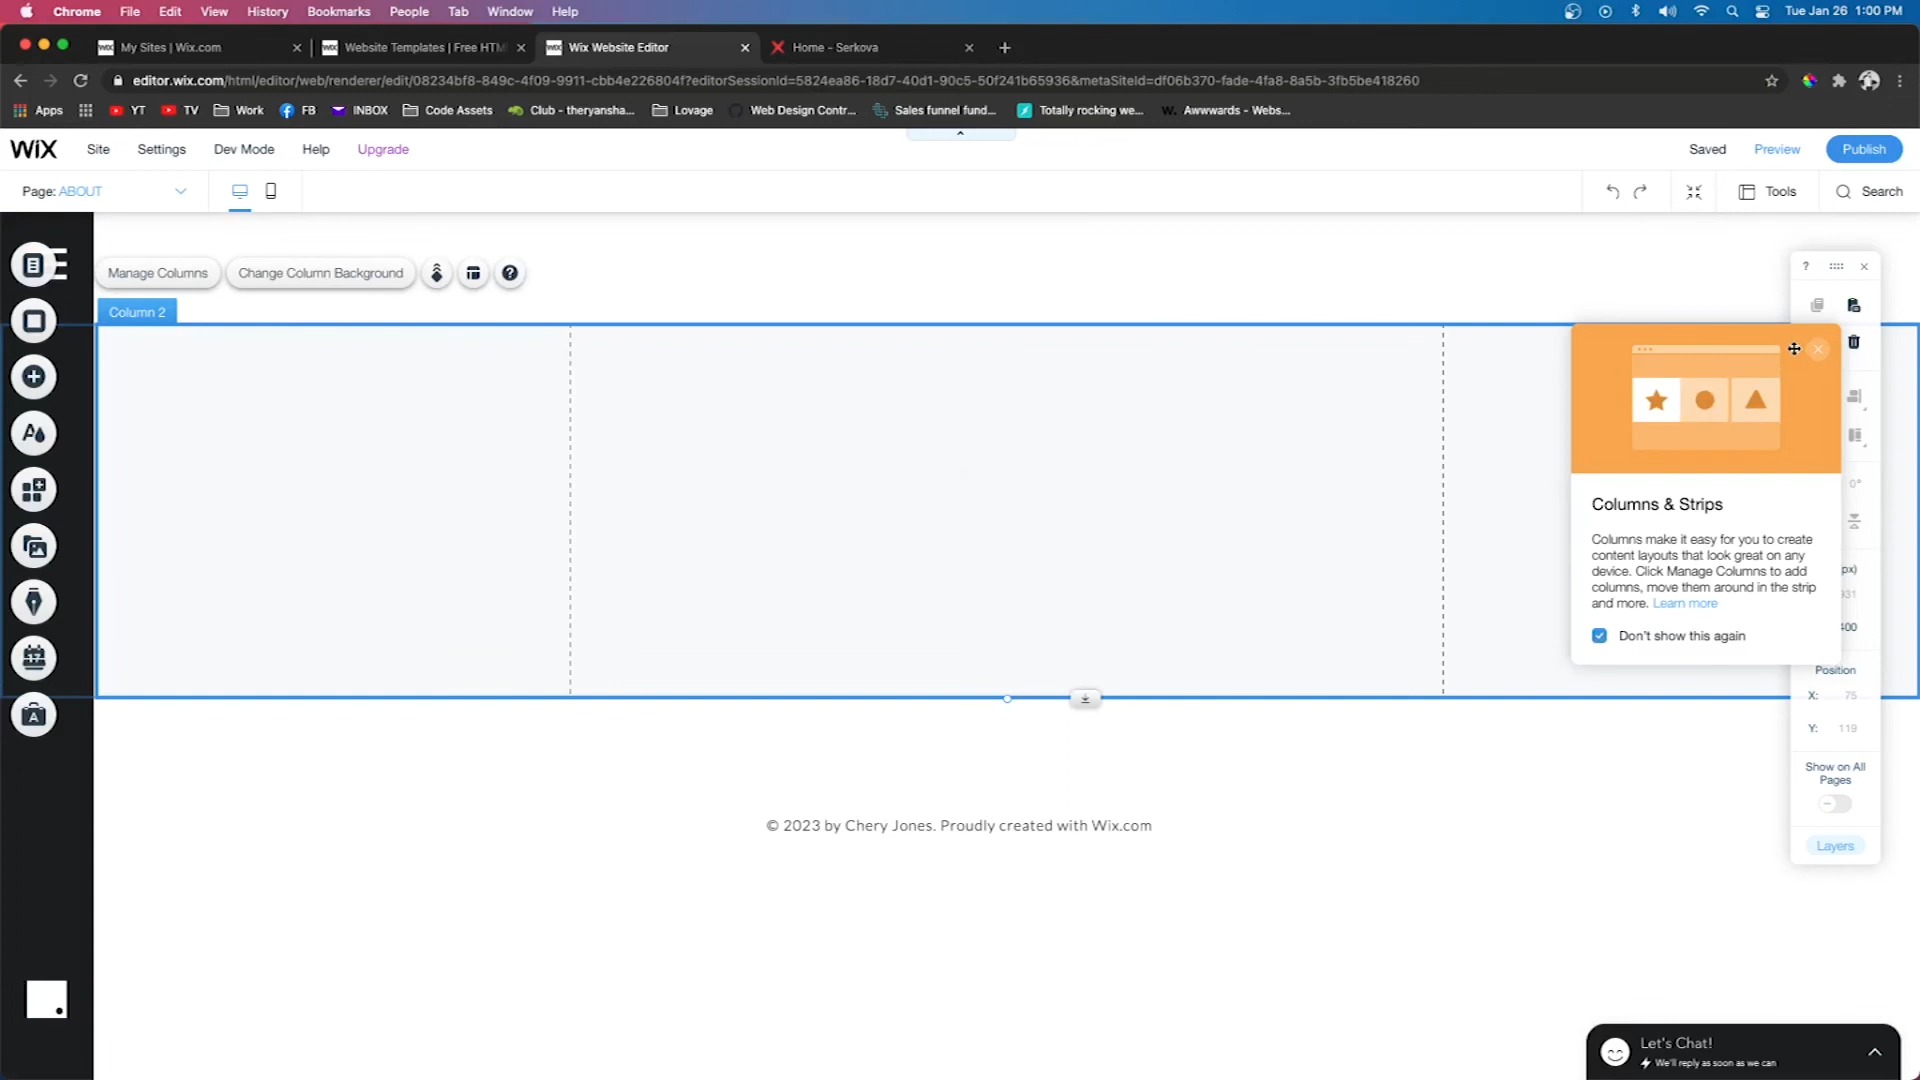 Chrome File Edit View History Bookmarks People Tab Window Help Tue Jan 26 1:00 PM
My Sites | Wix.com Website Templates | Free HTM Wix Website Editor Home - Serkova
editor.wix.com/html/editor/web/renderer/edit/08234bf8-849c-4f09-9911-cbb4e226804f?editorSessionId=5824ea86-18d7-40d1-90c5-50f241b65936&metaSiteId=df06b370-fade-4fa8-8a5b-3fb5be418260
Apps YT TV Work FB INBOX Code Assets Club - theryansha... Lovage Web Design Contr... Sales funnel fund... Totally rocking we... Awwwards - Webs...
WiX Site Settings Dev Mode Help Upgrade Saved Preview Publish
Page: ABOUT Tools Search
Manage Columns Change Column Background
Column 2
Columns & Strips
Columns make it easy for you to create
content layouts that look great on any
device. Click Manage Columns to add
columns, move them around in the strip
and more. Learn more
Don't show this again
0°
px)
931
400
Position
X: 75
Y: 119
Show on All
Pages
Layers
© 2023 by Chery Jones. Proudly created with Wix.com
Let's Chat!
We'll reply as soon as we can